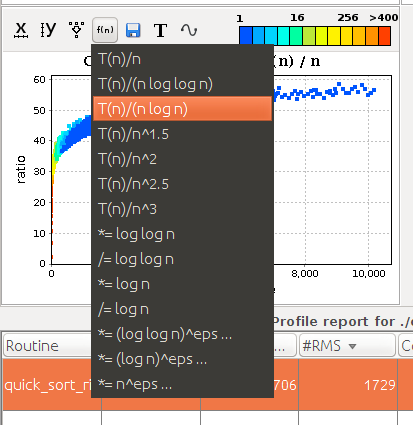 X Y f(n) T
1 16 256 >400
C (n) / n
T(n)/n
T(n)/(n log log n)
T(n)/(n log n)
T(n)/n^1.5
T(n)/n^2
T(n)/n^2.5
T(n)/n^3
*= log log n
/= log log n
*= log n
/= log n
*= (log log n)^eps ...
*= (log n)^eps ...
*= n^eps ...
60
50
40
30
20
10
0
ratio
0 8,000 10,000
Profile report for ./
Routine ... #RMS
quick_sort_ri 706 1729